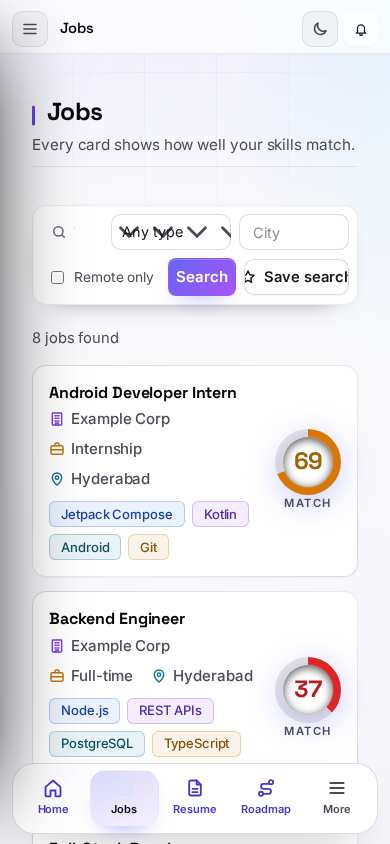 Jobs
Jobs
Every card shows how well your skills match.
Any type
City
Remote only
Search
Save search
8 jobs found
Android Developer Intern
Example Corp
Internship
Hyderabad
69
MATCH
Jetpack Compose
Kotlin
Android
Git
Backend Engineer
Example Corp
Full-time
Hyderabad
37
MATCH
Node.js
REST APIs
PostgreSQL
TypeScript
Home
Jobs
Resume
Roadmap
More